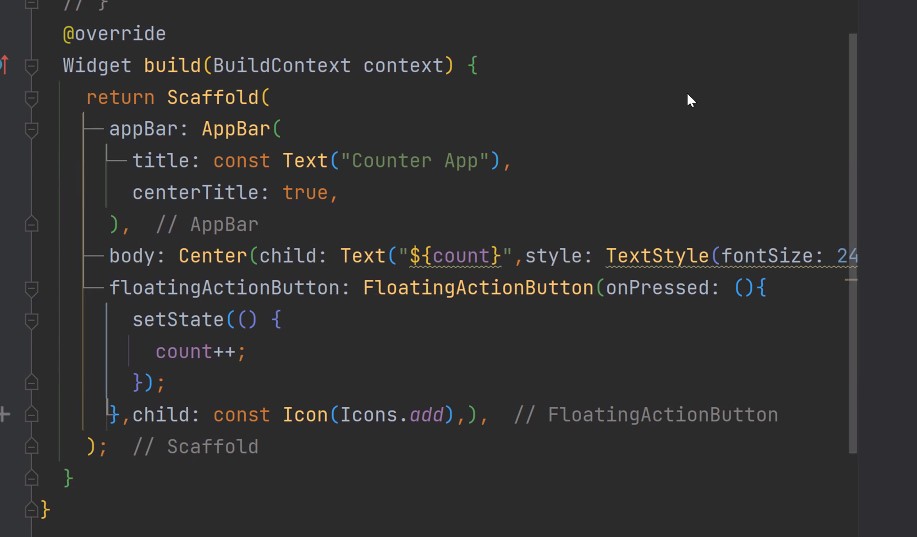 // }
@override
Widget build(BuildContext context) {
return Scaffold(
appBar: AppBar(
title: const Text("Counter App"),
centerTitle: true,
),  // AppBar
body: Center(child: Text("${count}",style: TextStyle(fontSize: 24
floatingActionButton: FloatingActionButton(onPressed: (){
setState(() {
count++;
});
},child: const Icon(Icons.add),),  // FloatingActionButton
);  // Scaffold
}
}